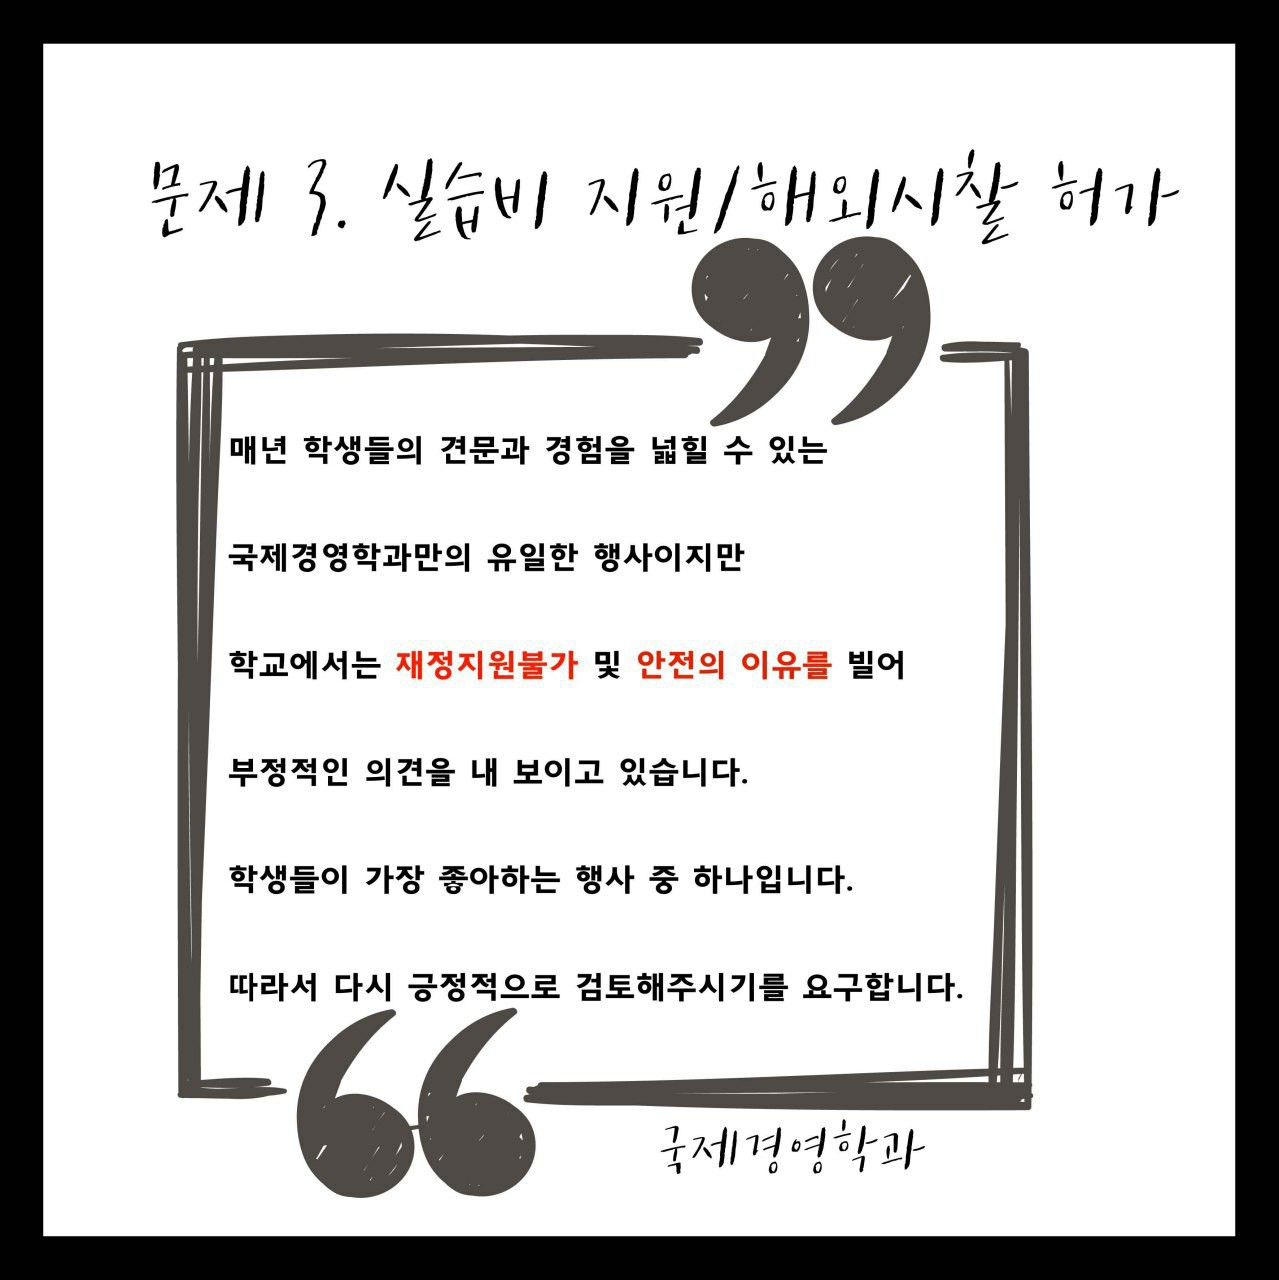 문제 3. 실습비 지원/해외시찰 허가
매년 학생들의 견문과 경험을 넓힐 수 있는
국제경영학과만의 유일한 행사이지만
학교에서는 재정지원불가 및 안전의 이유를 빌어
부정적인 의견을 내 보이고 있습니다.
학생들이 가장 좋아하는 행사 중 하나입니다.
따라서 다시 긍정적으로 검토해주시기를 요구합니다.
국제경영학과